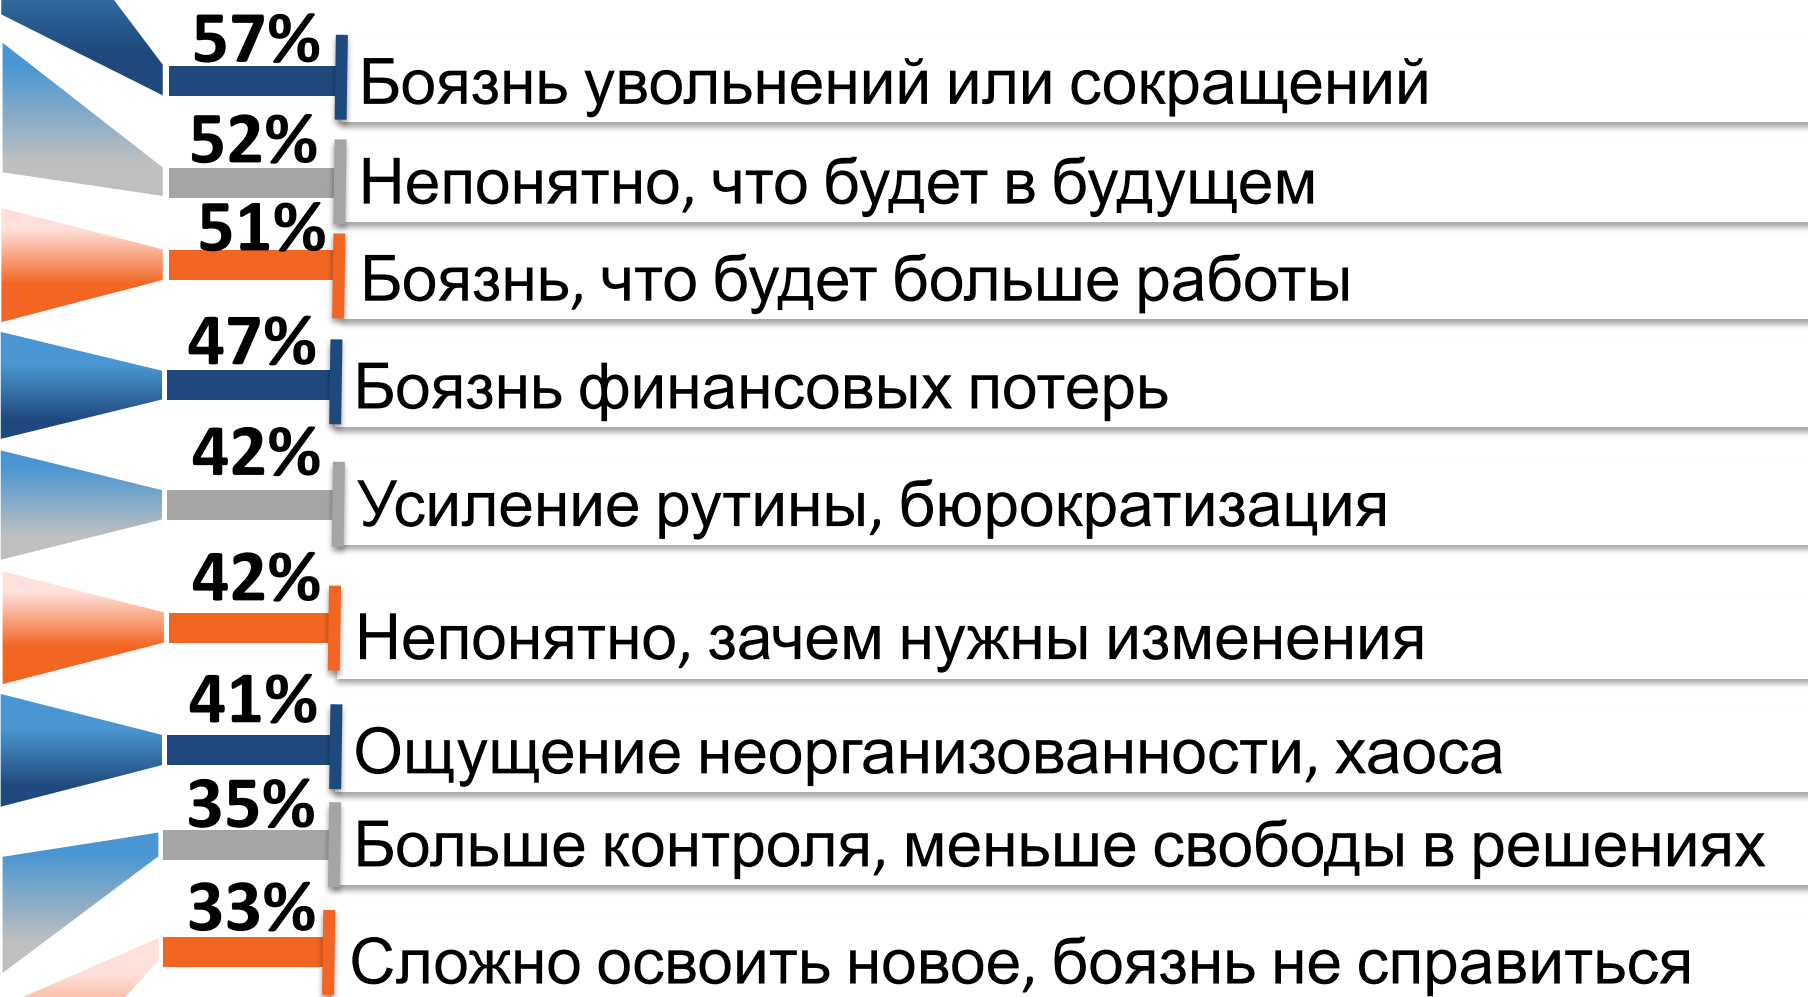 57%
Боязнь увольнений или сокращений
52%
Непонятно, что будет в будущем
51%
Боязнь, что будет больше работы
47%
Боязнь финансовых потерь
42%
Усиление рутины, бюрократизация
42%
Непонятно, зачем нужны изменения
41%
Ощущение неорганизованности, хаоса
35%
Больше контроля, меньше свободы в решениях
33%
Сложно освоить новое, боязнь не справиться